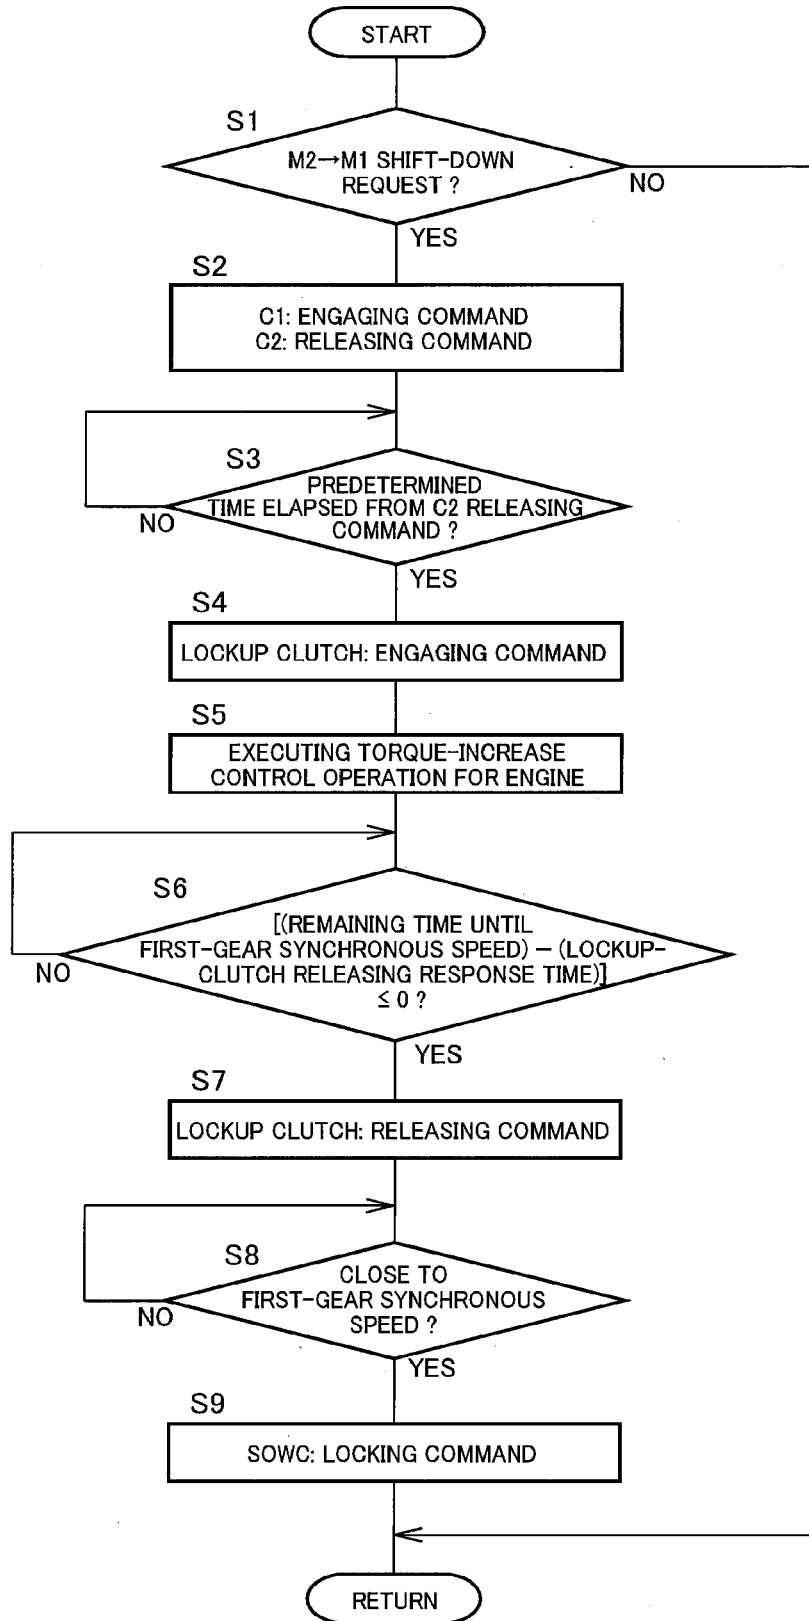 START
S1
M2→M1 SHIFT-DOWN
REQUEST ?
NO
YES
S2
C1: ENGAGING COMMAND
C2: RELEASING COMMAND
S3
PREDETERMINED
TIME ELAPSED FROM C2 RELEASING
COMMAND ?
NO
YES
S4
LOCKUP CLUTCH: ENGAGING COMMAND
S5
EXECUTING TORQUE-INCREASE
CONTROL OPERATION FOR ENGINE
S6
[(REMAINING TIME UNTIL
FIRST-GEAR SYNCHRONOUS SPEED) – (LOCKUP-
CLUTCH RELEASING RESPONSE TIME)]
≤ 0 ?
NO
YES
S7
LOCKUP CLUTCH: RELEASING COMMAND
S8
CLOSE TO
FIRST-GEAR SYNCHRONOUS
SPEED ?
NO
YES
S9
SOWC: LOCKING COMMAND
RETURN